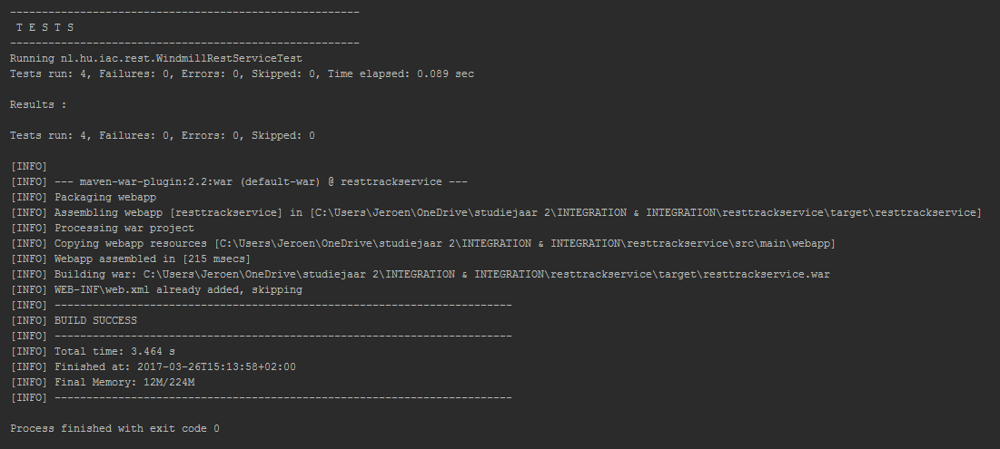 -------------------------------------------------------
 T E S T S
-------------------------------------------------------
Running nl.hu.iac.rest.WindmillRestServiceTest
Tests run: 4, Failures: 0, Errors: 0, Skipped: 0, Time elapsed: 0.089 sec

Results :

Tests run: 4, Failures: 0, Errors: 0, Skipped: 0

[INFO]
[INFO] --- maven-war-plugin:2.2:war (default-war) @ resttrackservice ---
[INFO] Packaging webapp
[INFO] Assembling webapp [resttrackservice] in [C:\Users\Jeroen\OneDrive\studiejaar 2\INTEGRATION & INTEGRATION\resttrackservice\target\resttrackservice]
[INFO] Processing war project
[INFO] Copying webapp resources [C:\Users\Jeroen\OneDrive\studiejaar 2\INTEGRATION & INTEGRATION\resttrackservice\src\main\webapp]
[INFO] Webapp assembled in [215 msecs]
[INFO] Building war: C:\Users\Jeroen\OneDrive\studiejaar 2\INTEGRATION & INTEGRATION\resttrackservice\target\resttrackservice.war
[INFO] WEB-INF\web.xml already added, skipping
[INFO] ------------------------------------------------------------------------
[INFO] BUILD SUCCESS
[INFO] ------------------------------------------------------------------------
[INFO] Total time: 3.464 s
[INFO] Finished at: 2017-03-26T15:13:58+02:00
[INFO] Final Memory: 12M/224M
[INFO] ------------------------------------------------------------------------

Process finished with exit code 0